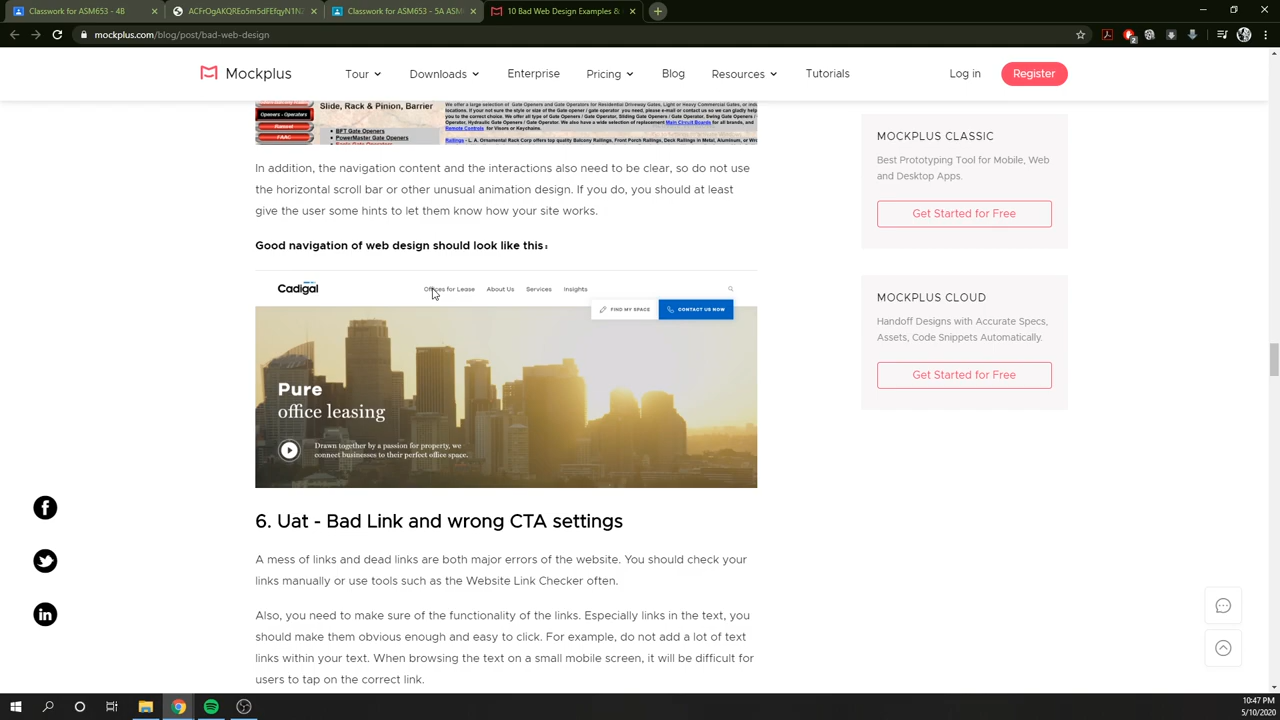 Classwork for ASM653 - 4B
ACFrOgAKQREo5m5dFEfqyN1NZ
Classwork for ASM653 - 5A ASM
10 Bad Web Design Examples &
mockplus.com/blog/post/bad-web-design
Mockplus
Tour
Downloads
Enterprise
Pricing
Blog
Resources
Tutorials
Log in
Register
Openers - Operators
Ramset
FAAC
Slide, Rack & Pinion, Barrier
BFT Gate Openers
PowerMaster Gate Openers
In addition, the navigation content and the interactions also need to be clear, so do not use
the horizontal scroll bar or other unusual animation design. If you do, you should at least
give the user some hints to let them know how your site works.
Good navigation of web design should look like this:
Cadigal
Offices for Lease
About Us
Services
Insights
FIND MY SPACE
CONTACT US NOW
Pure
office leasing
Drawn together by a passion for property, we
connect businesses to their perfect office space.
6. Uat - Bad Link and wrong CTA settings
A mess of links and dead links are both major errors of the website. You should check your
links manually or use tools such as the Website Link Checker often.
Also, you need to make sure of the functionality of the links. Especially links in the text, you
should make them obvious enough and easy to click. For example, do not add a lot of text
links within your text. When browsing the text on a small mobile screen, it will be difficult for
users to tap on the correct link.
MOCKPLUS CLASSIC
Best Prototyping Tool for Mobile, Web
and Desktop Apps.
Get Started for Free
MOCKPLUS CLOUD
Handoff Designs with Accurate Specs,
Assets, Code Snippets Automatically.
Get Started for Free
10:47 PM
5/10/2020